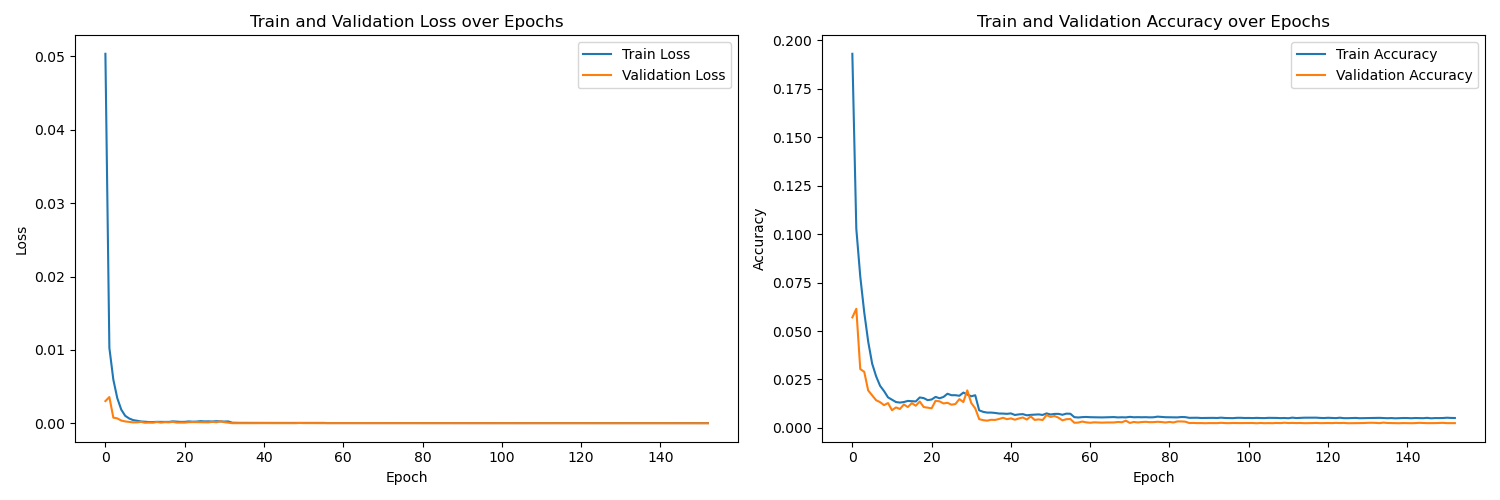 Train and Validation Loss over Epochs
Train Loss
Validation Loss
0.05
0.04
0.03
0.02
0.01
0.00
Loss
0 20 40 60 80 100 120 140
Epoch
Train and Validation Accuracy over Epochs
Train Accuracy
Validation Accuracy
0.200
0.175
0.150
0.125
0.100
0.075
0.050
0.025
0.000
Accuracy
0 20 40 60 80 100 120 140
Epoch